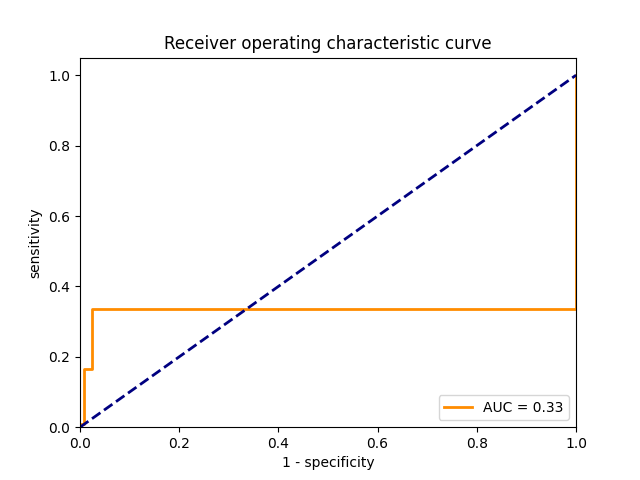 Receiver operating characteristic curve
1.0
0.8
0.6
0.4
0.2
0.0
sensitivity
AUC = 0.33
0.0 0.2 0.4 0.6 0.8 1.0
1 - specificity